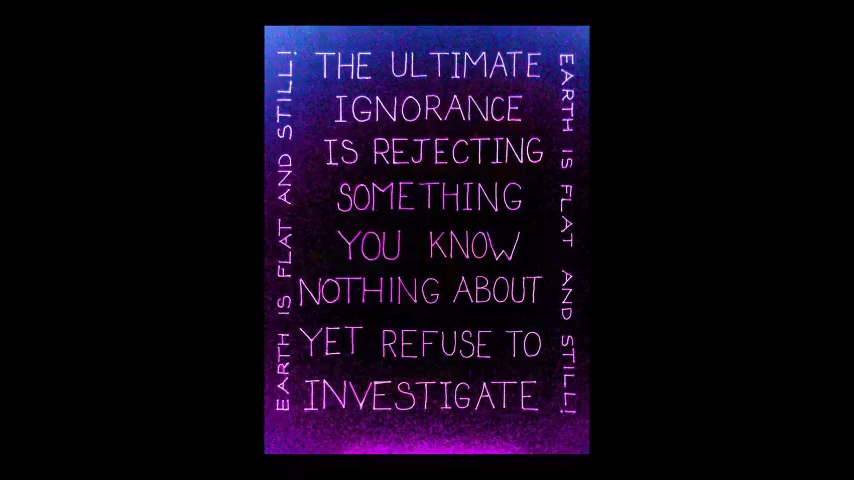 THE ULTIMATE
IGNORANCE
IS REJECTING
SOMETHING
YOU KNOW
NOTHING ABOUT
YET REFUSE TO
INVESTIGATE
EARTH IS FLAT AND STILL!
EARTH IS FLAT AND STILL!